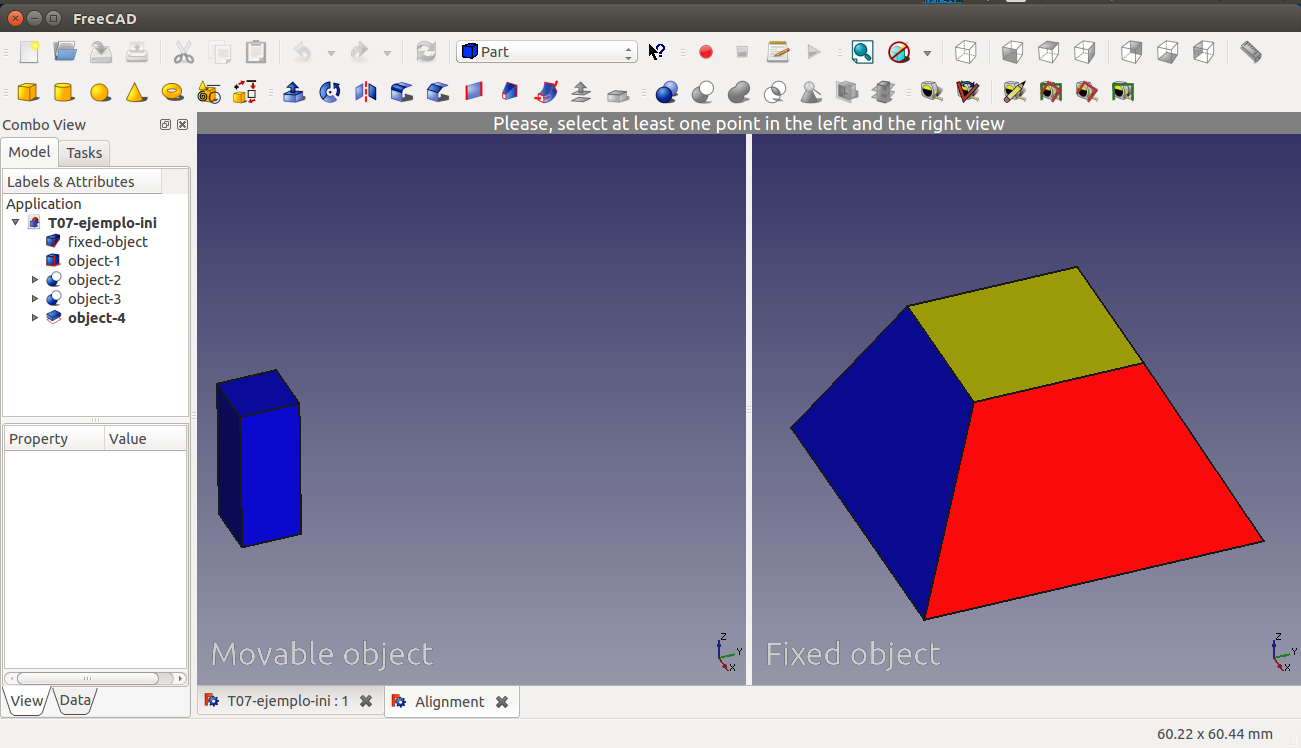 FreeCAD
Part
Combo View
Please, select at least one point in the left and the right view
Model
Tasks
Labels & Attributes
Application
T07-ejemplo-ini
fixed-object
object-1
object-2
object-3
object-4
Property
Value
Movable object
Z
Y
X
Fixed object
Z
Y
X
View
Data
T07-ejemplo-ini : 1
Alignment
60.22 x 60.44 mm